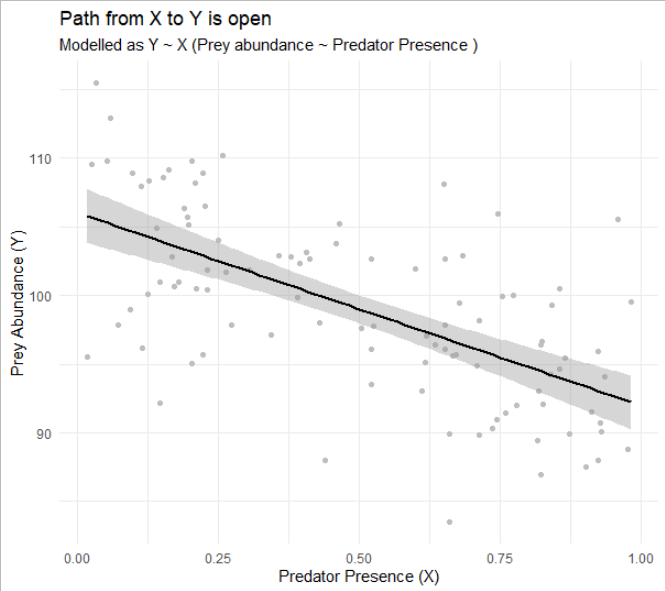 Path from X to Y is open
Modelled as Y ~ X (Prey abundance ~ Predator Presence )
110
100
90
Prey Abundance (Y)
0.00 0.25 0.50 0.75 1.00
Predator Presence (X)